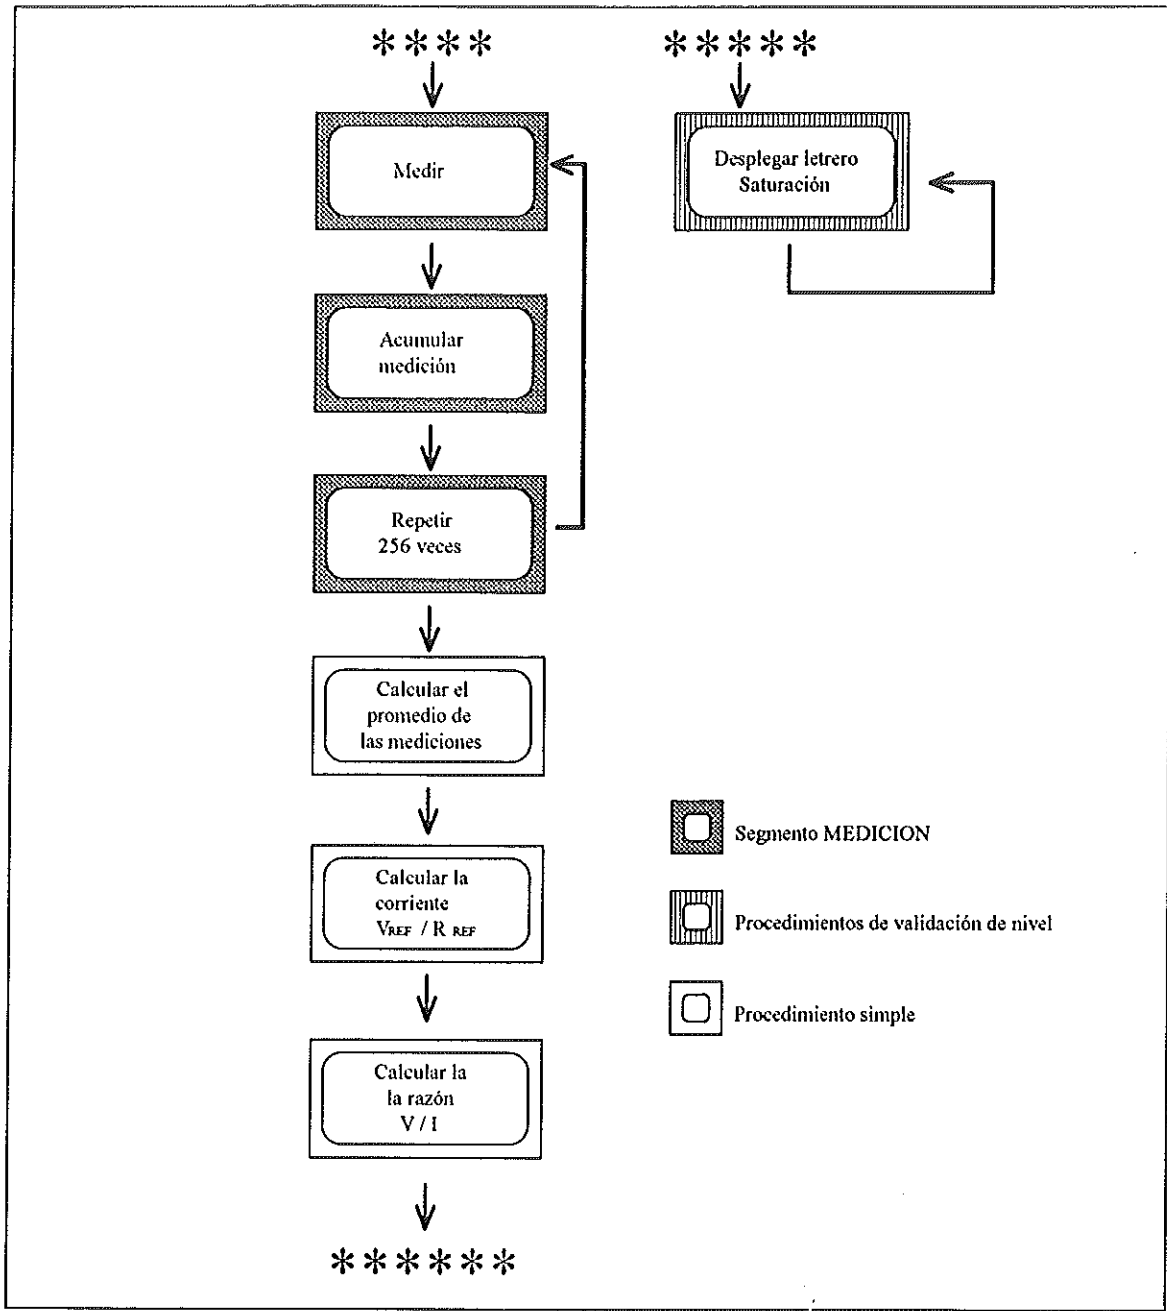 **** *****
Medir
Desplegar letrero
Saturación
Acumular
medición
Repetir
256 veces
Calcular el
promedio de
las mediciones
Calcular la
corriente
VREF / R REF
Calcular la
la razón
V / I
******
Segmento MEDICION
Procedimientos de validación de nivel
Procedimiento simple